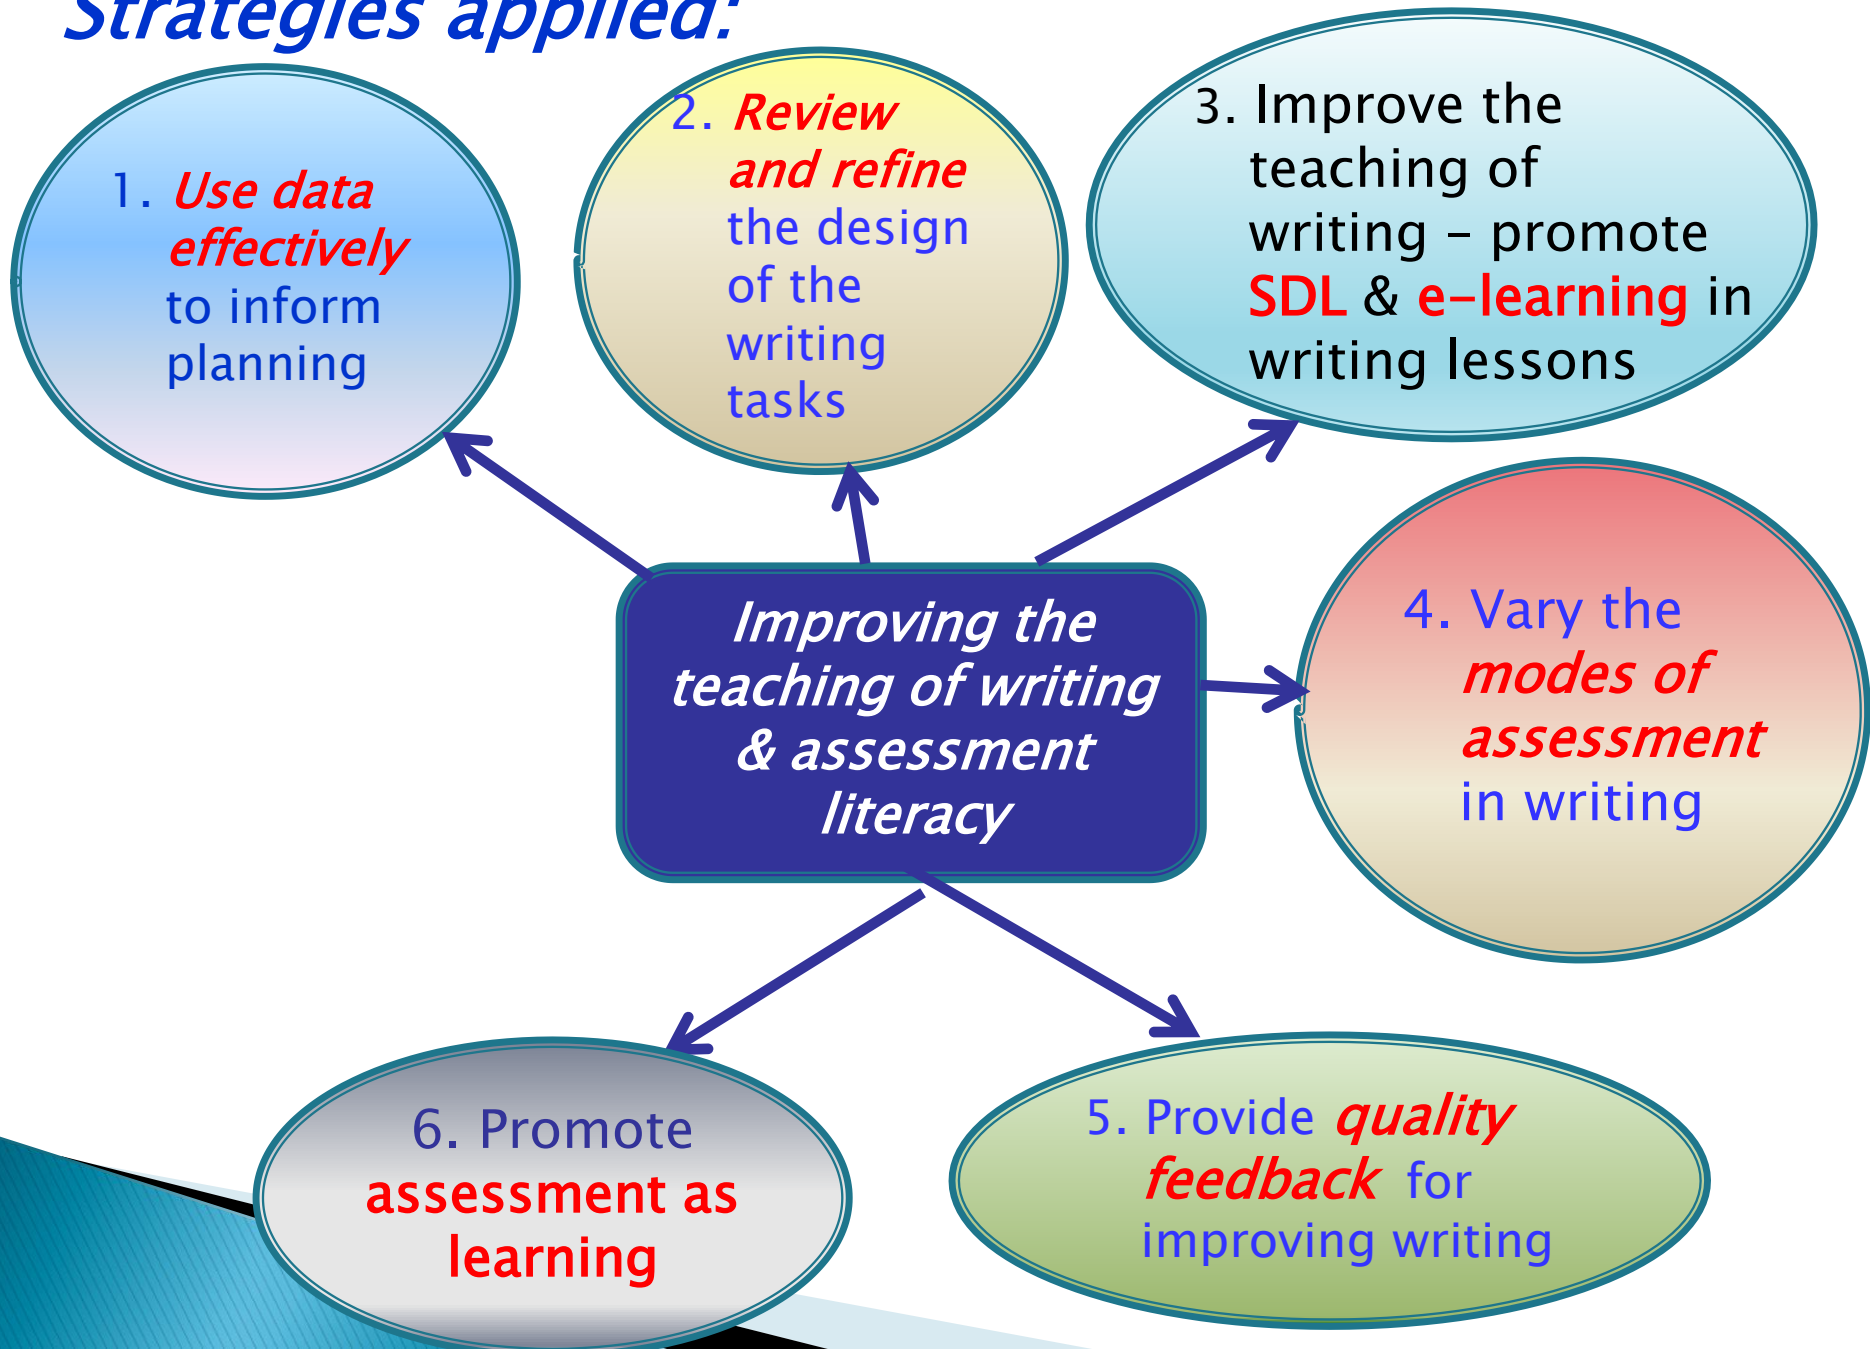 Strategies applied:
1. Use data
effectively
to inform
planning
2. Review
and refine
the design
of the
writing
tasks
3. Improve the
teaching of
writing – promote
SDL & e-learning in
writing lessons
4. Vary the
modes of
assessment
in writing
Improving the
teaching of writing
& assessment
literacy
5. Provide quality
feedback for
improving writing
6. Promote
assessment as
learning